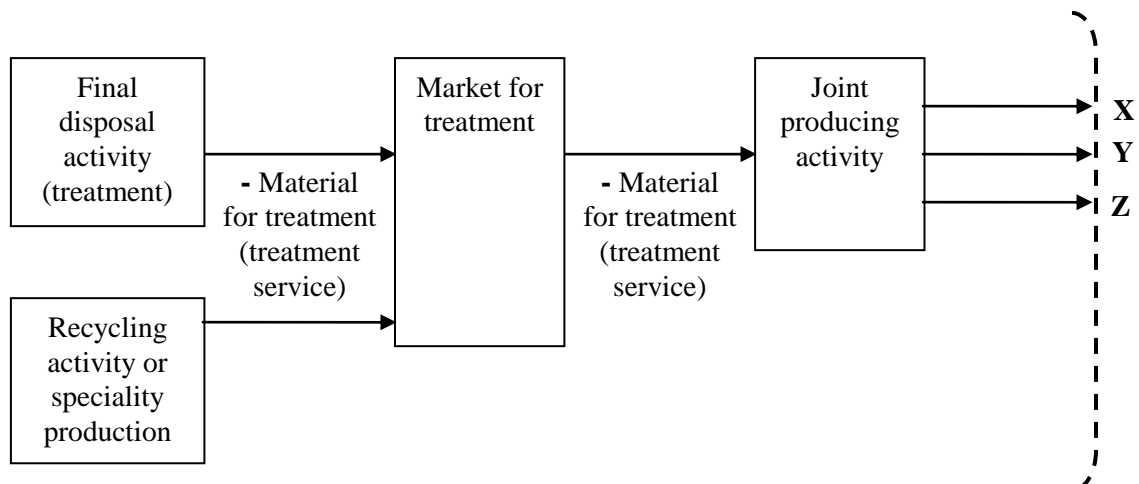 Final
disposal
activity
(treatment)
- Material
for treatment
(treatment
service)
Market for
treatment
- Material
for treatment
(treatment
service)
Joint
producing
activity
X
Y
Z
Recycling
activity or
speciality
production